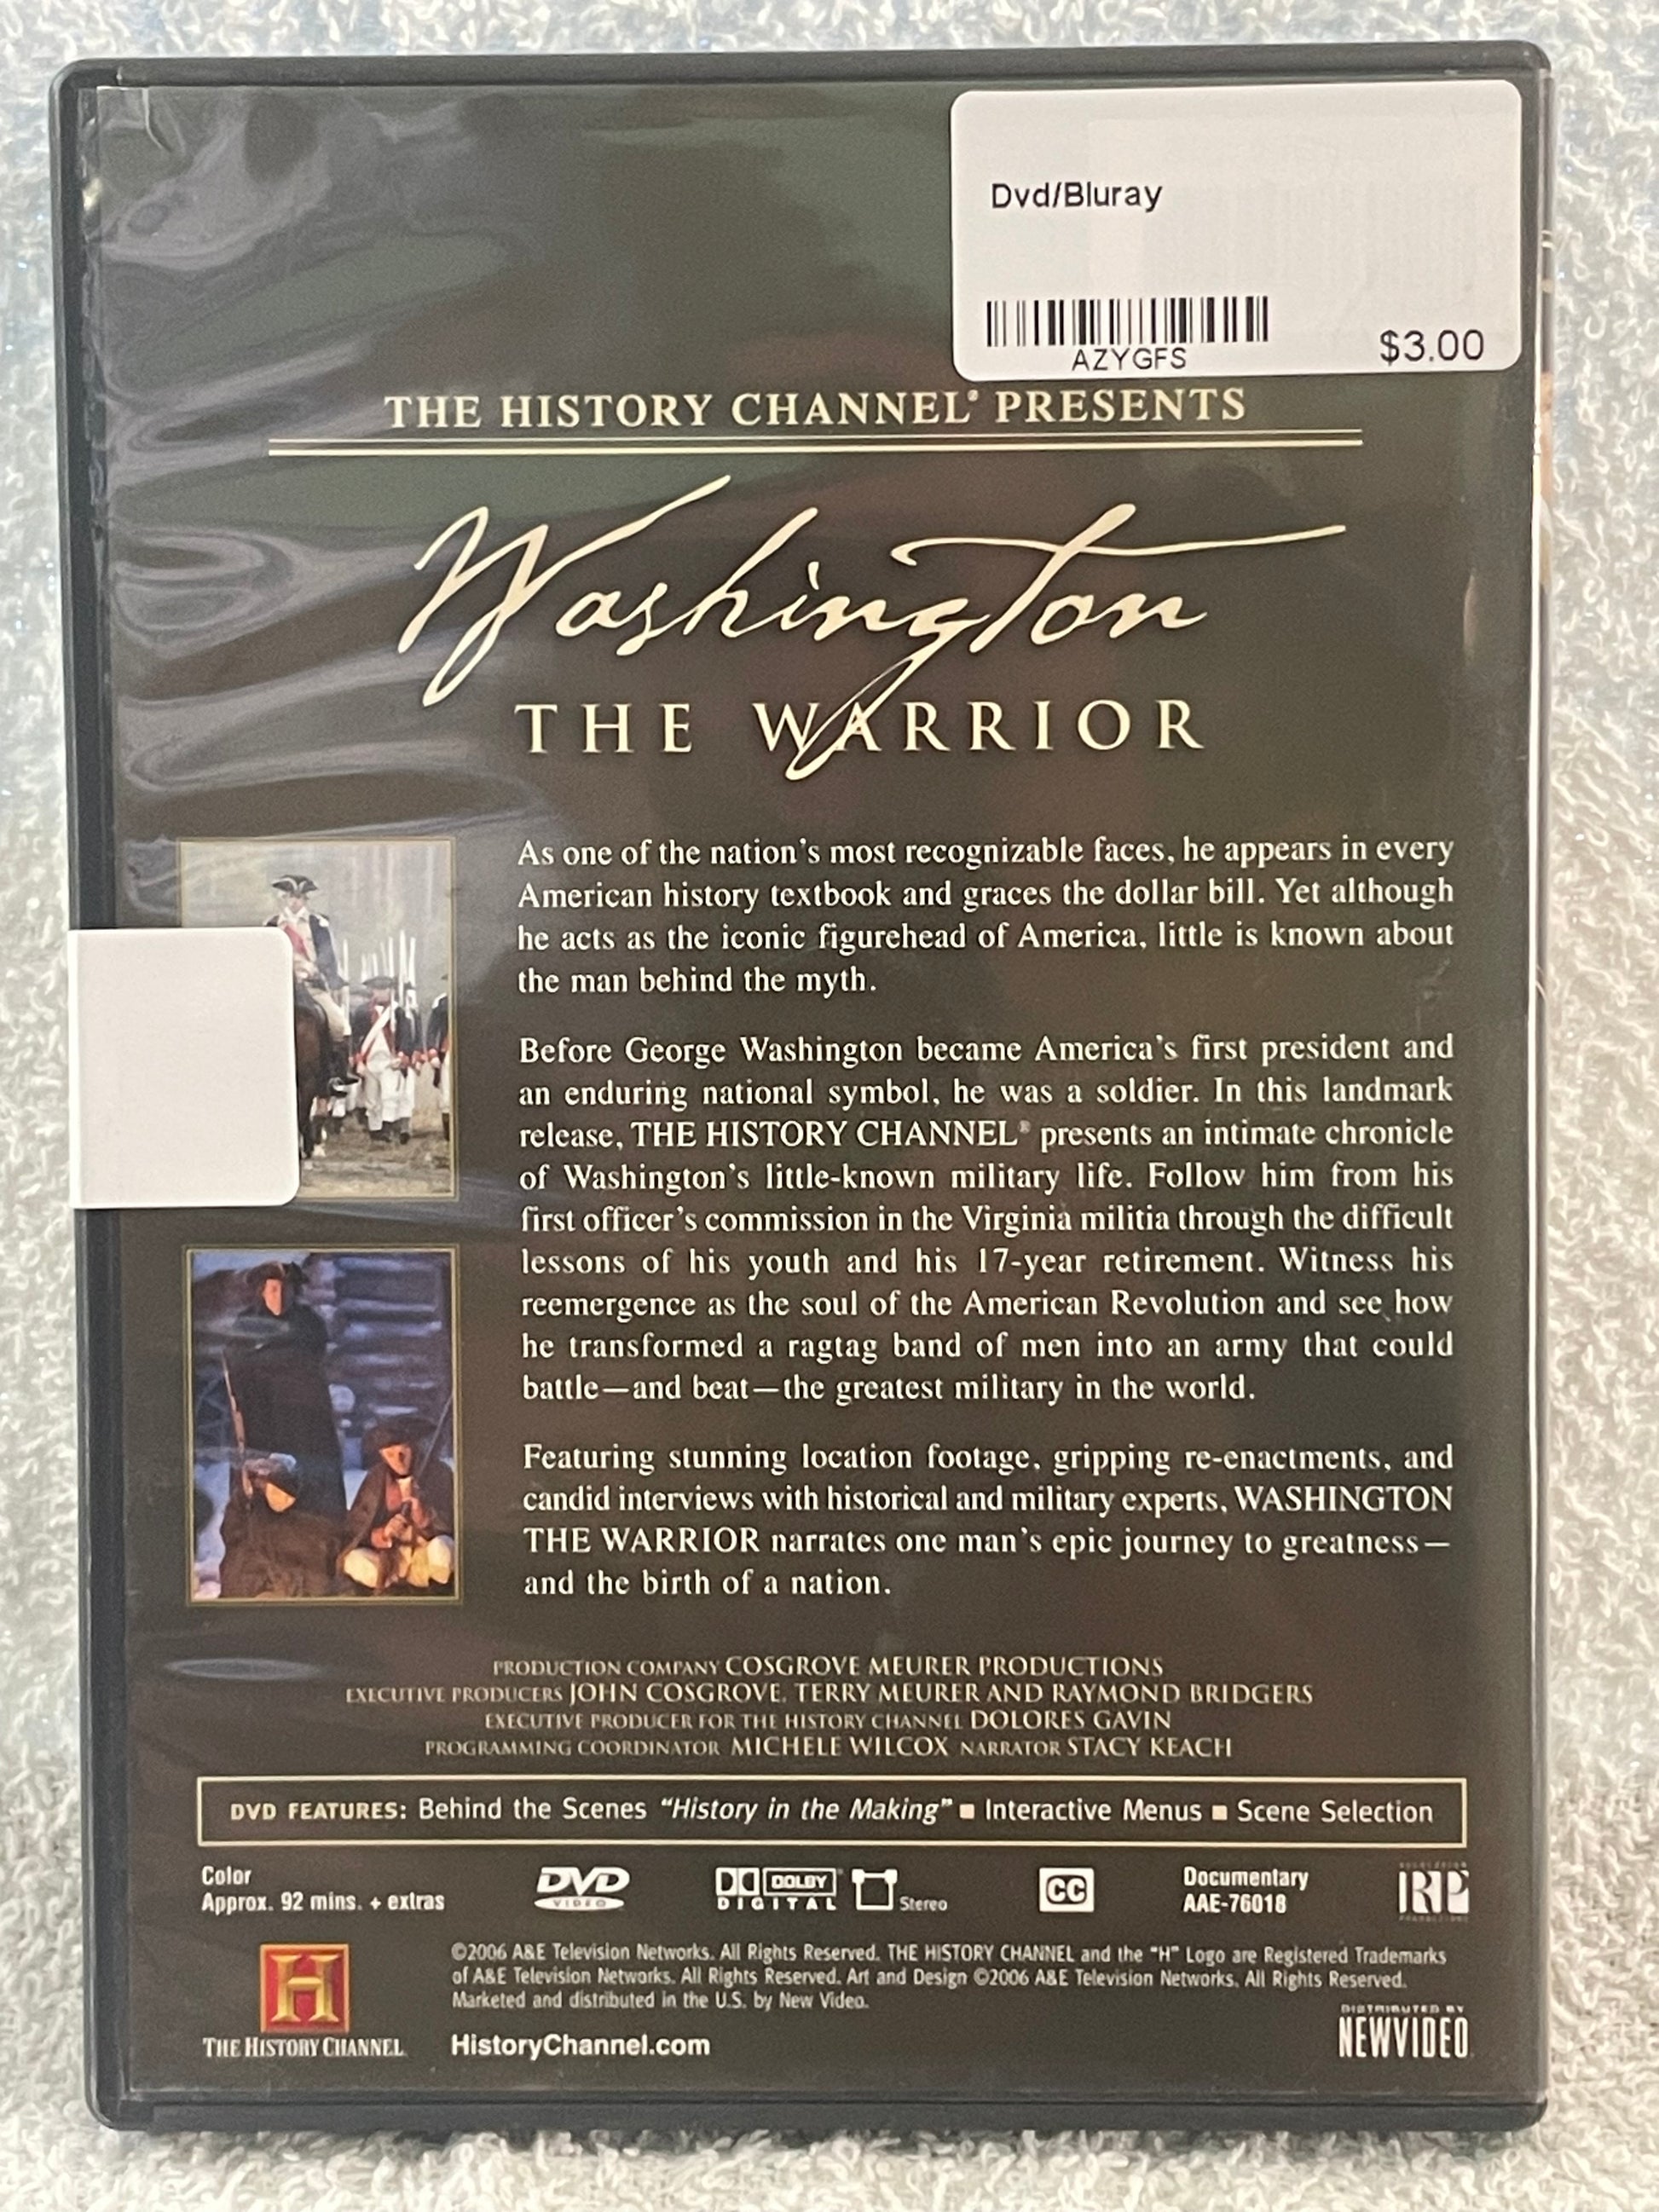 Dvd/Bluray
AZYGFS
$3.00
THE HISTORY CHANNEL® PRESENTS
Washington
THE WARRIOR
As one of the nation's most recognizable faces, he appears in every
American history textbook and graces the dollar bill. Yet although
he acts as the iconic figurehead of America, little is known about
the man behind the myth.
Before George Washington became America's first president and
an enduring national symbol, he was a soldier. In this landmark
release, THE HISTORY CHANNEL® presents an intimate chronicle
of Washington's little-known military life. Follow him from his
first officer's commission in the Virginia militia through the difficult
lessons of his youth and his 17-year retirement. Witness his
reemergence as the soul of the American Revolution and see how
he transformed a ragtag band of men into an army that could
battle—and beat—the greatest military in the world.
Featuring stunning location footage, gripping re-enactments, and
candid interviews with historical and military experts, WASHINGTON
THE WARRIOR narrates one man's epic journey to greatness—
and the birth of a nation.
PRODUCTION COMPANY COSGROVE MEURER PRODUCTIONS
EXECUTIVE PRODUCERS JOHN COSGROVE, TERRY MEURER AND RAYMOND BRIDGERS
EXECUTIVE PRODUCER FOR THE HISTORY CHANNEL DOLORES GAVIN
PROGRAMMING COORDINATOR MICHELE WILCOX NARRATOR STACY KEACH
DVD FEATURES: Behind the Scenes "History in the Making" ■ Interactive Menus ■ Scene Selection
Color
Approx. 92 mins. + extras
DVD
VIDEO
DOLBY
DIGITAL
Stereo
CC
Documentary
AAE-76018
H
THE HISTORY CHANNEL
©2006 A&E Television Networks. All Rights Reserved. THE HISTORY CHANNEL and the "H" Logo are Registered Trademarks
of A&E Television Networks. All Rights Reserved. Art and Design ©2006 A&E Television Networks. All Rights Reserved.
Marketed and distributed in the U.S. by New Video.
HistoryChannel.com
DISTRIBUTED BY
NEWVIDEO